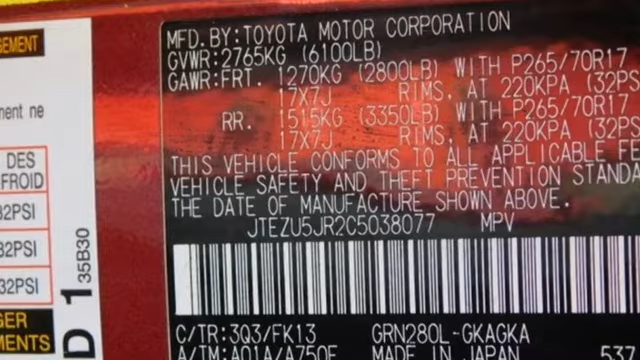 EMENT
ment ne
DES
FROID
32PSI
32PSI
32PSI
GER
MENTS
D 1
35B30
MFD.BY:TOYOTA MOTOR CORPORATION
GVWR:2765KG (6100LB)
GAWR:FRT. 1270KG (2800LB) WITH P265/70R17
17X7J RIMS, AT 220KPA (32PS
RR. 1515KG (3350LB) WITH P265/70R17
17X7J RIMS, AT 220KPA (32PS
THIS VEHICLE CONFORMS TO ALL APPLICABLE FE
VEHICLE SAFETY AND THEFT PREVENTION STANDA
THE DATE OF MANUFACTURE SHOWN ABOVE.
JTEZU5JR2C5038077 MPV
C/TR:3Q3/FK13 GRN280L-GKAGKA
A/TM:A01A/A750F MADE IN JAPAN 537